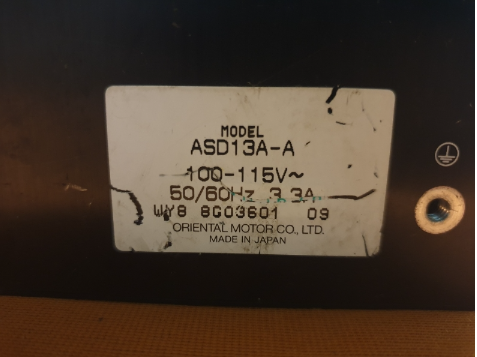 MODEL
ASD13A-A
100-115V~
50/60Hz 3.3A
WY8 8G03601 09
ORIENTAL MOTOR CO., LTD.
MADE IN JAPAN